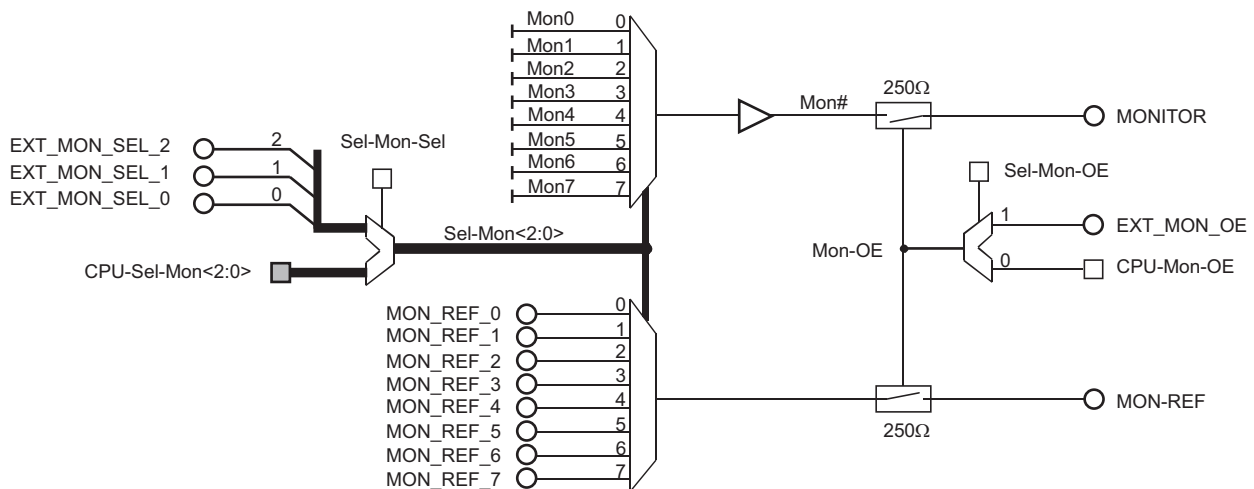 Mon0 0
Mon1 1
Mon2 2
Mon3 3
Mon4 4
Mon5 5
Mon6 6
Mon7 7
Mon#
250Ω
MONITOR
EXT_MON_SEL_2 2
EXT_MON_SEL_1 1
EXT_MON_SEL_0 0
Sel-Mon-Sel
CPU-Sel-Mon<2:0>
Sel-Mon<2:0>
Sel-Mon-OE
1 EXT_MON_OE
0 CPU-Mon-OE
Mon-OE
MON_REF_0 0
MON_REF_1 1
MON_REF_2 2
MON_REF_3 3
MON_REF_4 4
MON_REF_5 5
MON_REF_6 6
MON_REF_7 7
250Ω
MON-REF